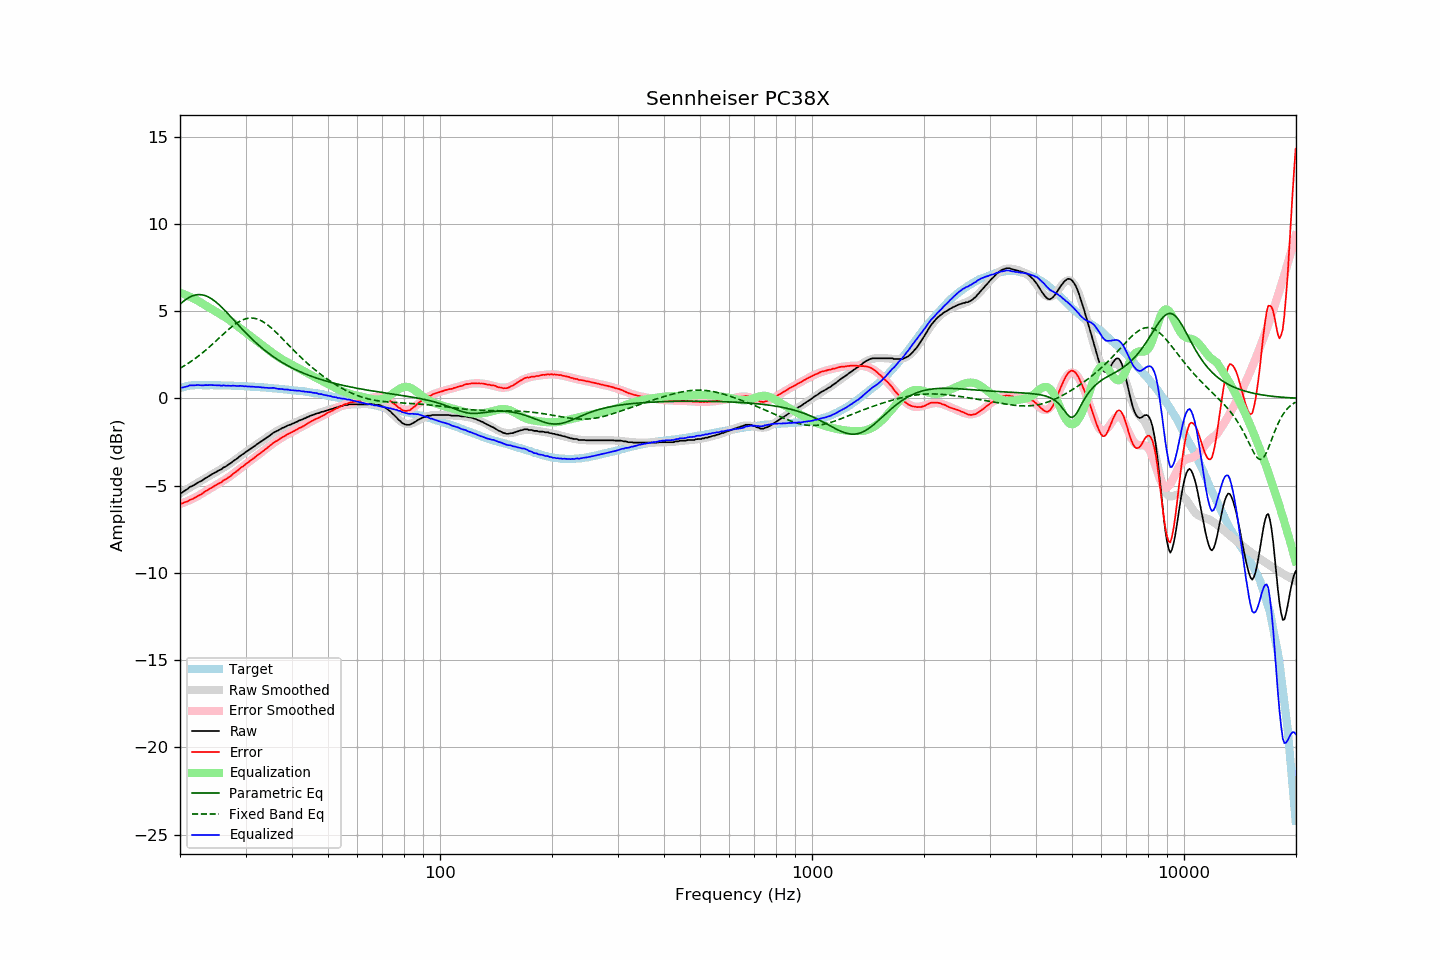 Sennheiser PC38X
15
10
5
0
−5
−10
−15
−20
−25
Amplitude (dBr)
Target
Raw Smoothed
Error Smoothed
Raw
Error
Equalization
Parametric Eq
Fixed Band Eq
Equalized
100
1000
10000
Frequency (Hz)